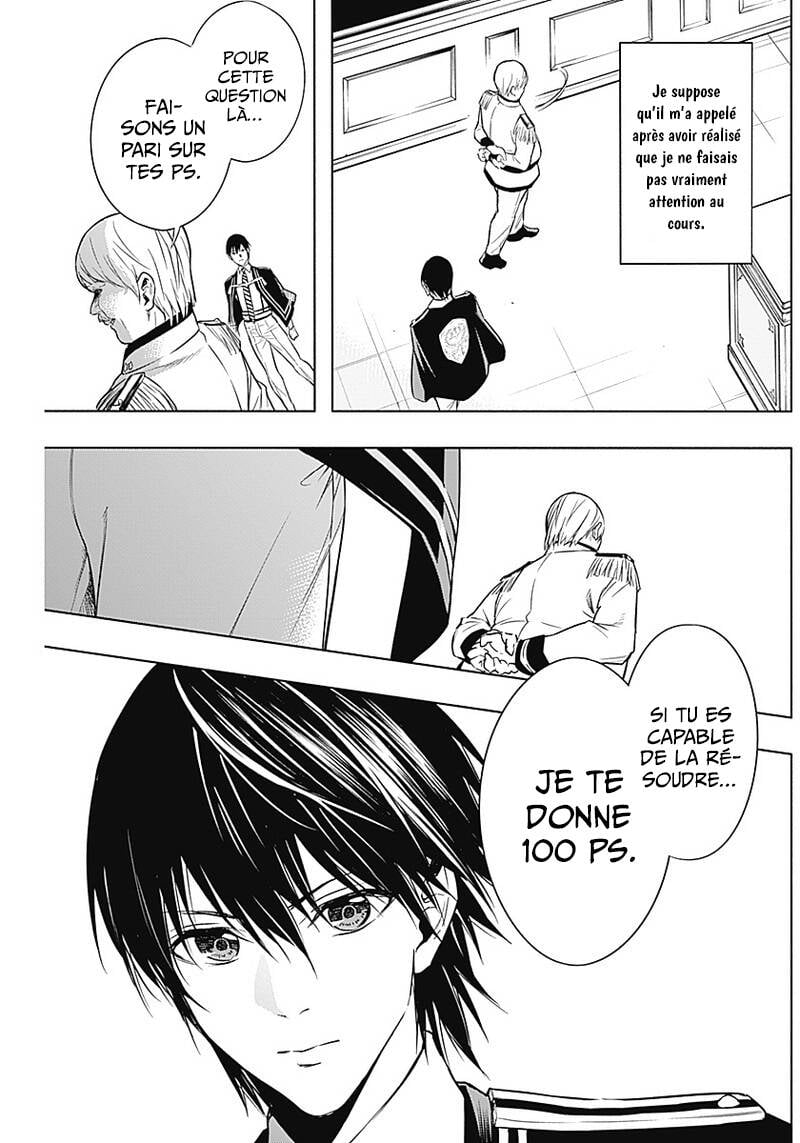 Je suppose
qu'il m'a appelé
après avoir réalisé
que je ne faisais
pas vraiment
attention au
cours.
POUR
CETTE
QUESTION
LÀ...
FAI-
SONS UN
PARI SUR
TES PS.
SI TU ES
CAPABLE
DE LA RÉ-
SOUDRE...
JE TE
DONNE
100 PS.